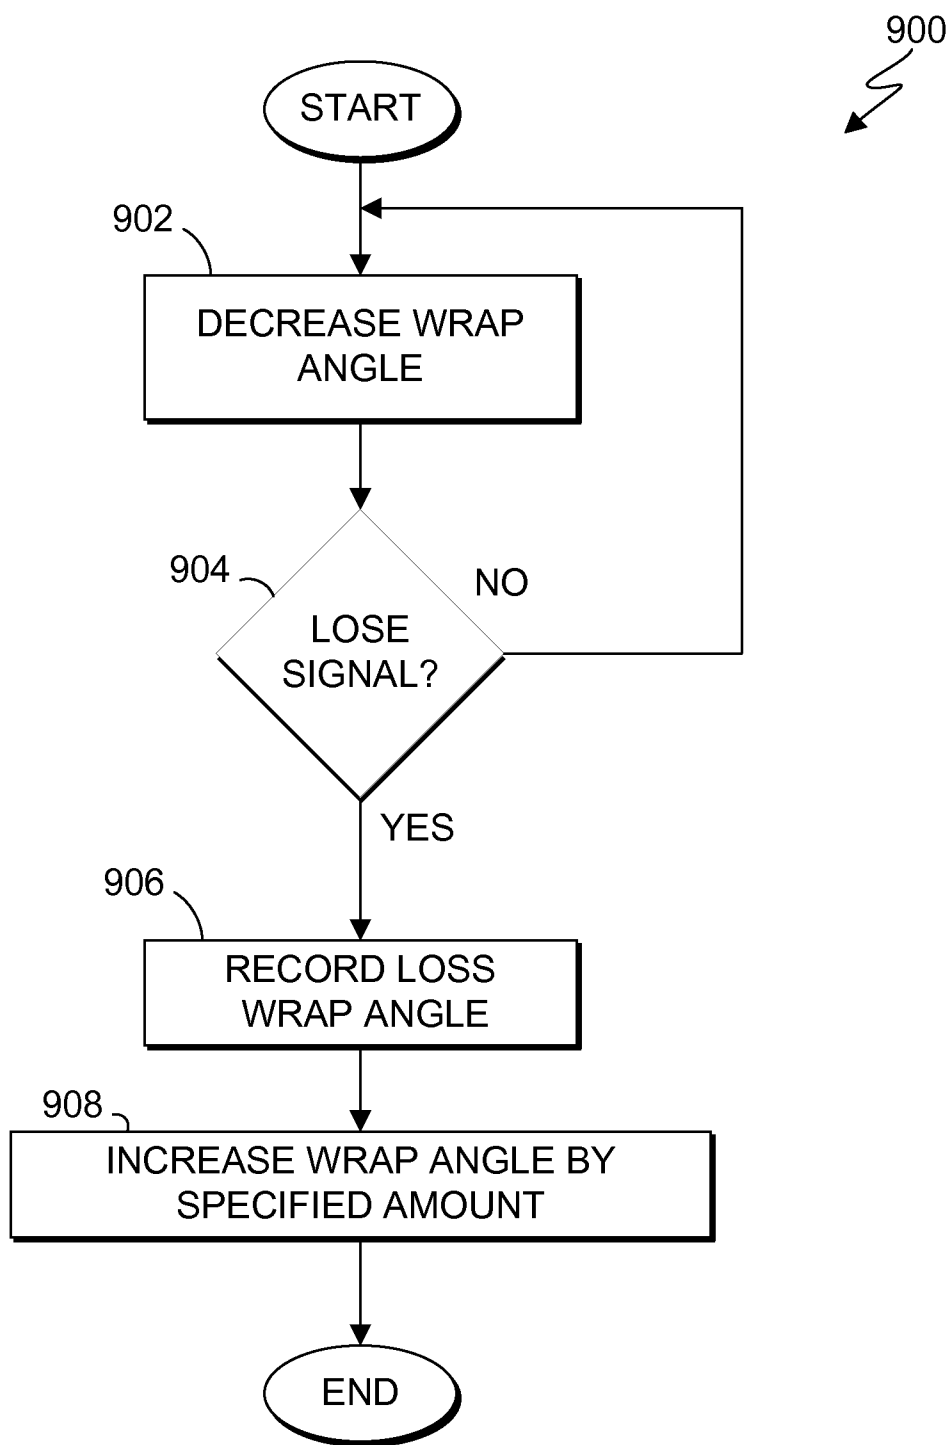 900
START
902
DECREASE WRAP
ANGLE
904
NO
LOSE
SIGNAL?
YES
906
RECORD LOSS
WRAP ANGLE
908
INCREASE WRAP ANGLE BY
SPECIFIED AMOUNT
END